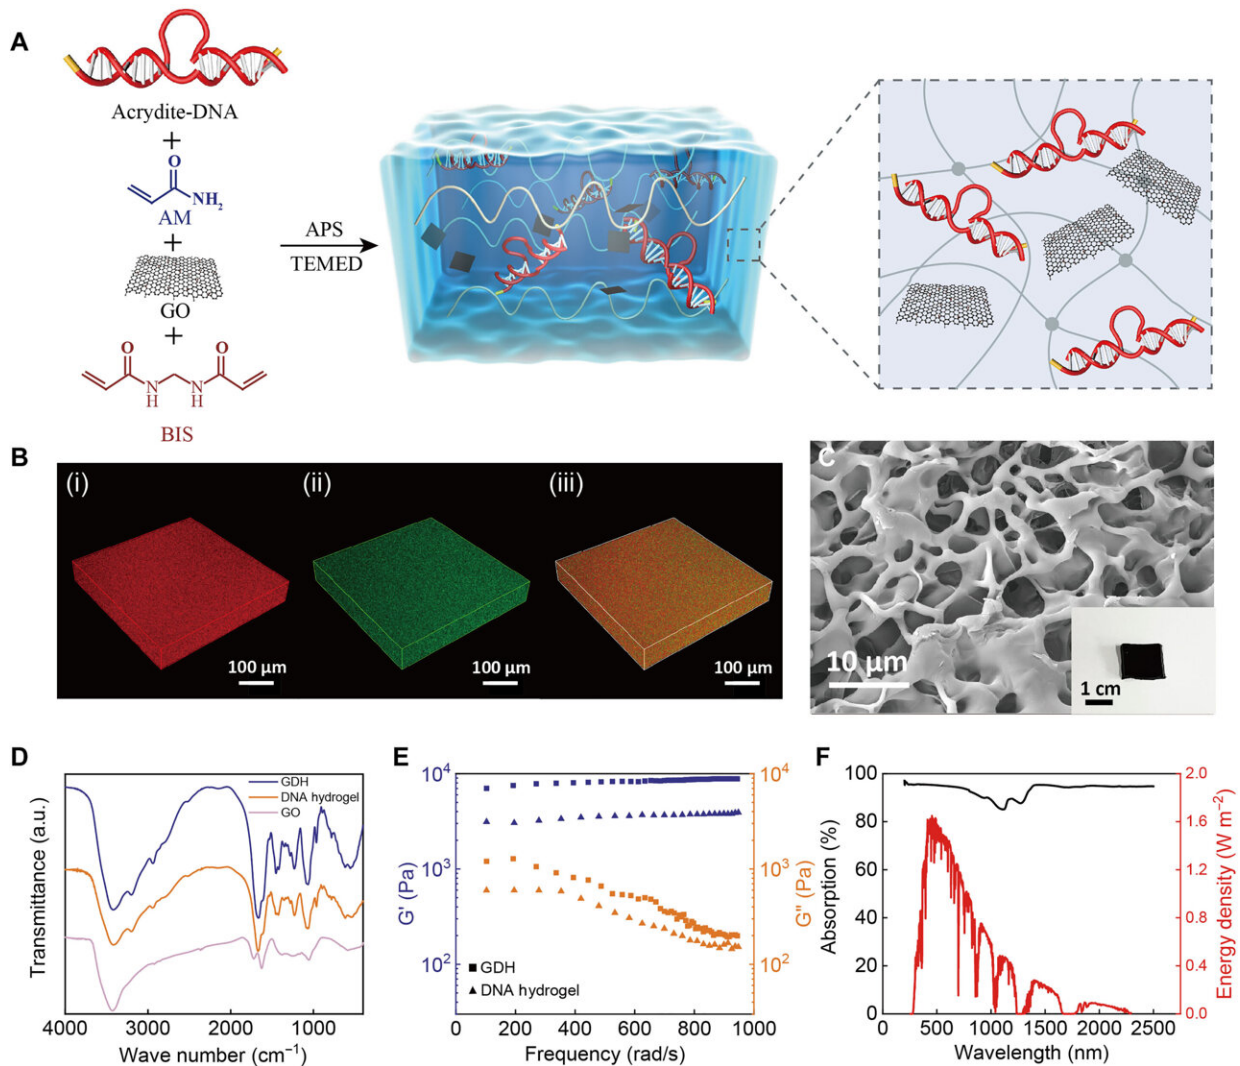 A
Acrydite-DNA
+
O
NH2
AM
+
GO
+
O
O
N
H
N
H
BIS
APS
TEMED
B
(i)
(ii)
(iii)
100 μm
100 μm
100 μm
C
10 μm
1 cm
D
GDH
DNA hydrogel
GO
Transmittance (a.u.)
4000
3000
2000
1000
Wave number (cm−1)
E
10^4
10^3
10^2
G' (Pa)
GDH
DNA hydrogel
0
200
400
600
800
1000
Frequency (rad/s)
10^4
10^3
10^2
G" (Pa)
F
100
80
60
40
20
0
Absorption (%)
0
500
1000
1500
2000
2500
Wavelength (nm)
2.0
1.6
1.2
0.8
0.4
0.0
Energy density (W m−2)